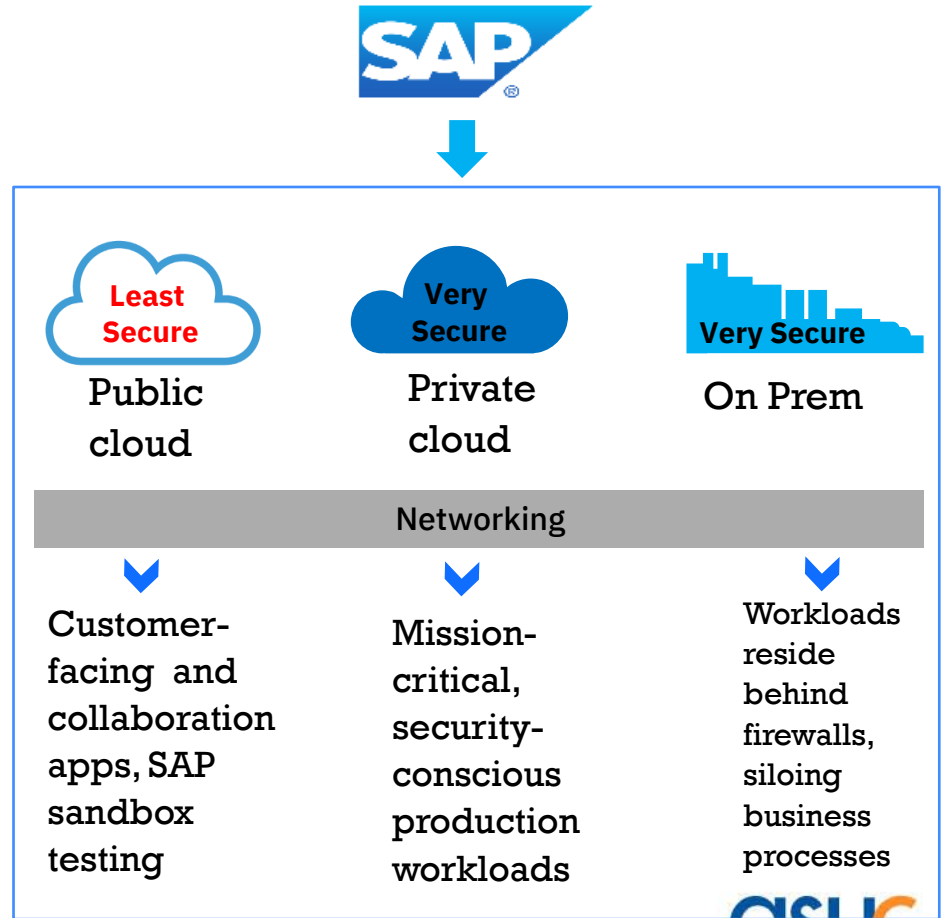 SAP
®
Least
Secure
Public
cloud
Very
Secure
Private
cloud
Very Secure
On Prem
Networking
Customer-
facing and
collaboration
apps, SAP
sandbox
testing
Mission-
critical,
security-
conscious
production
workloads
Workloads
reside
behind
firewalls,
siloing
business
processes